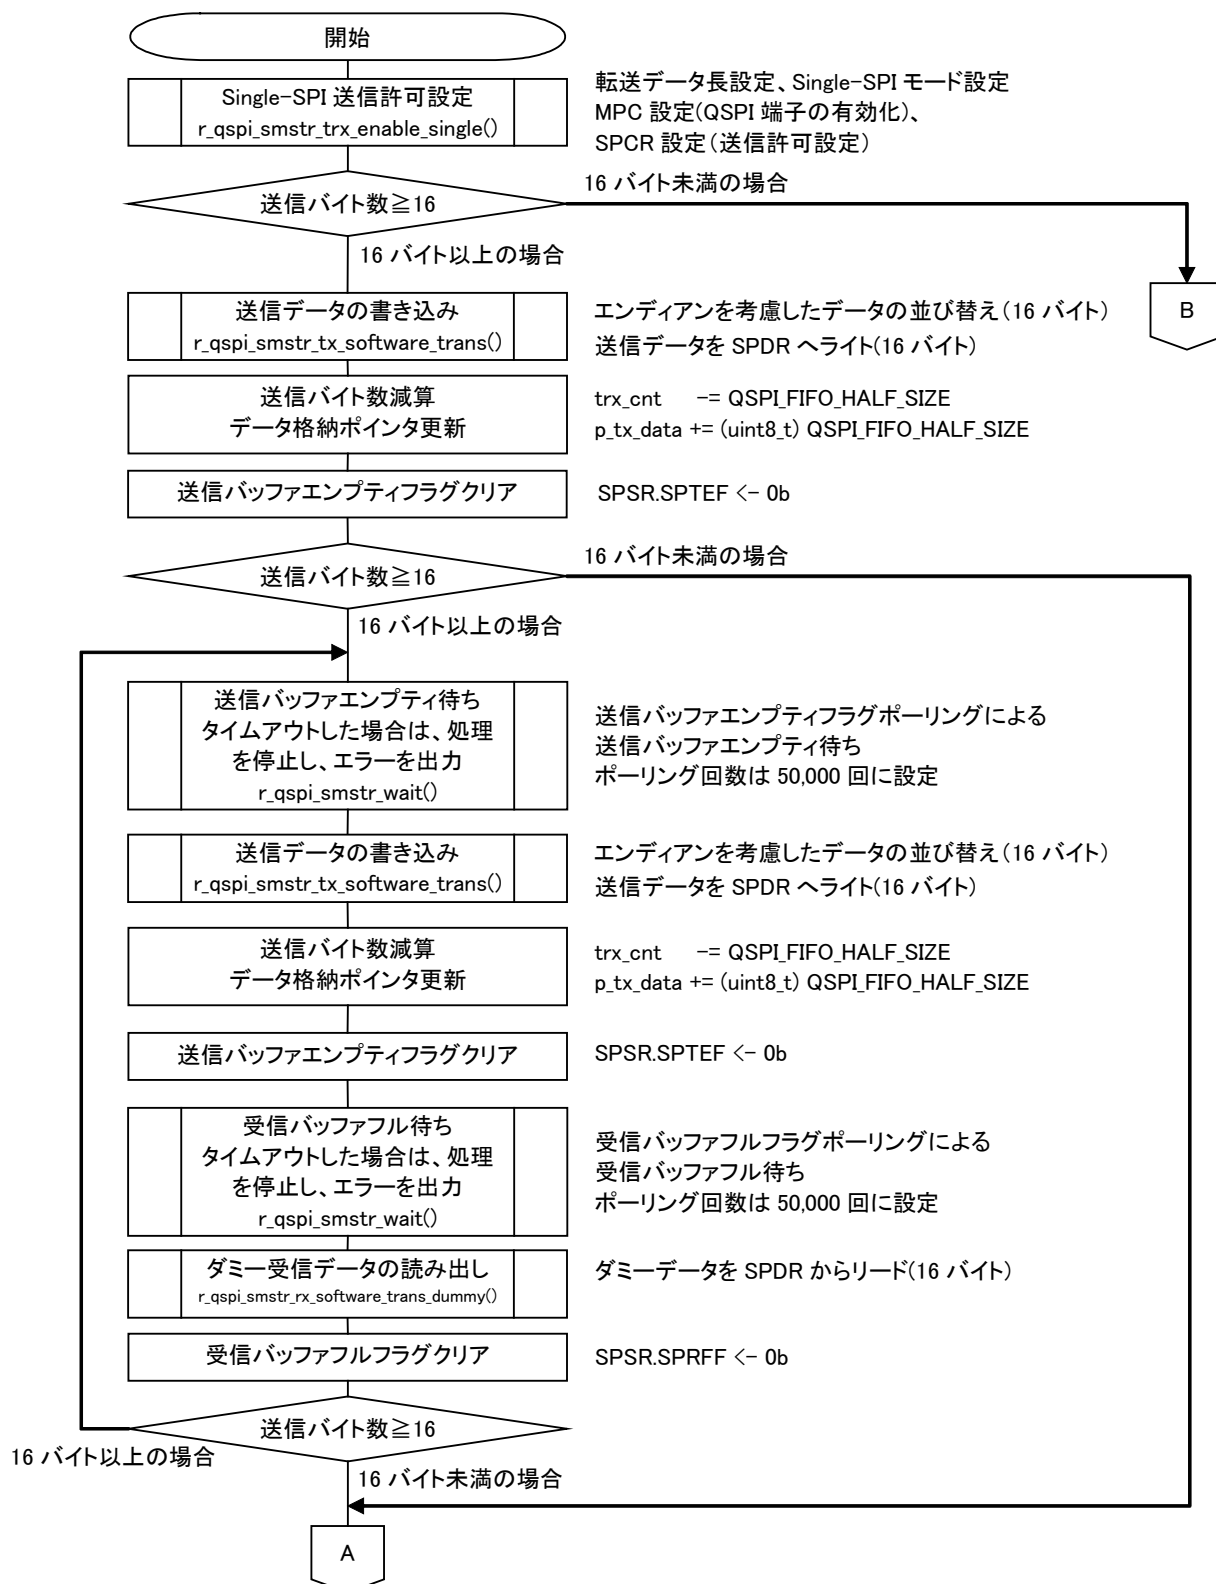 開始
Single-SPI 送信許可設定
r_qspi_smstr_trx_enable_single()
転送データ長設定、Single-SPI モード設定
MPC 設定(QSPI 端子の有効化)、
SPCR 設定(送信許可設定)
送信バイト数≧16
16 バイト未満の場合
16 バイト以上の場合
B
送信データの書き込み
r_qspi_smstr_tx_software_trans()
エンディアンを考慮したデータの並び替え(16 バイト)
送信データを SPDR へライト(16 バイト)
送信バイト数減算
データ格納ポインタ更新
trx_cnt -= QSPI_FIFO_HALF_SIZE
p_tx_data += (uint8_t) QSPI_FIFO_HALF_SIZE
送信バッファエンプティフラグクリア
SPSR.SPTEF <- 0b
送信バイト数≧16
16 バイト未満の場合
16 バイト以上の場合
送信バッファエンプティ待ち
タイムアウトした場合は、処理
を停止し、エラーを出力
r_qspi_smstr_wait()
送信バッファエンプティフラグポーリングによる
送信バッファエンプティ待ち
ポーリング回数は 50,000 回に設定
送信データの書き込み
r_qspi_smstr_tx_software_trans()
エンディアンを考慮したデータの並び替え(16 バイト)
送信データを SPDR へライト(16 バイト)
送信バイト数減算
データ格納ポインタ更新
trx_cnt -= QSPI_FIFO_HALF_SIZE
p_tx_data += (uint8_t) QSPI_FIFO_HALF_SIZE
送信バッファエンプティフラグクリア
SPSR.SPTEF <- 0b
受信バッファフル待ち
タイムアウトした場合は、処理
を停止し、エラーを出力
r_qspi_smstr_wait()
受信バッファフルフラグポーリングによる
受信バッファフル待ち
ポーリング回数は 50,000 回に設定
ダミー受信データの読み出し
r_qspi_smstr_rx_software_trans_dummy()
ダミーデータを SPDR からリード(16 バイト)
受信バッファフルフラグクリア
SPSR.SPRFF <- 0b
送信バイト数≧16
16 バイト以上の場合
16 バイト未満の場合
A